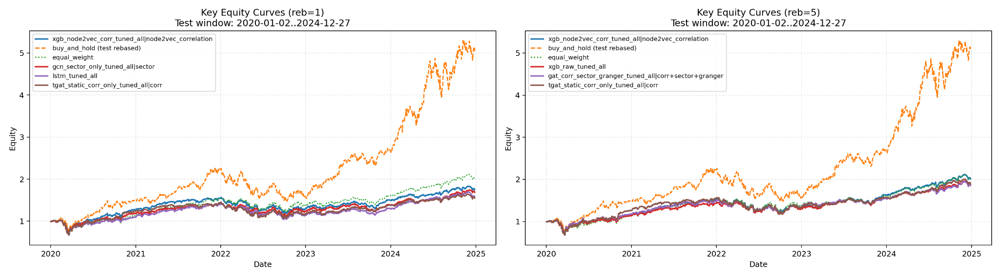 Key Equity Curves (reb=1)
Test window: 2020-01-02..2024-12-27
xgb_node2vec_corr_tuned_all|node2vec_correlation
buy_and_hold (test rebased)
equal_weight
gcn_sector_only_tuned_all|sector
lstm_tuned_all
tgat_static_corr_only_tuned_all|corr
Equity
5
4
3
2
1
2020 2021 2022 2023 2024 2025
Date
Key Equity Curves (reb=5)
Test window: 2020-01-02..2024-12-27
xgb_node2vec_corr_tuned_all|node2vec_correlation
buy_and_hold (test rebased)
equal_weight
xgb_raw_tuned_all
gat_corr_sector_granger_tuned_all|corr+sector+granger
tgat_static_corr_only_tuned_all|corr
Equity
5
4
3
2
1
2020 2021 2022 2023 2024 2025
Date